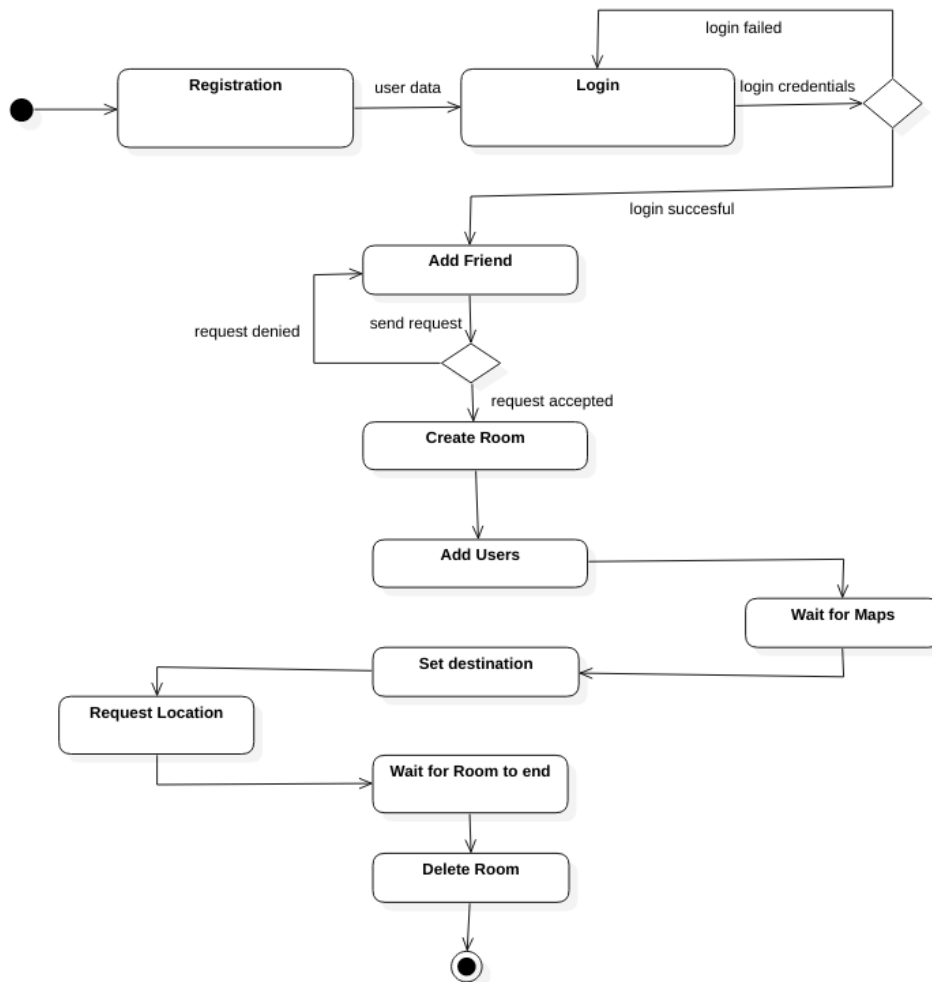 login failed
Registration
user data
Login
login credentials
login succesful
Add Friend
send request
request denied
request accepted
Create Room
Add Users
Wait for Maps
Set destination
Request Location
Wait for Room to end
Delete Room